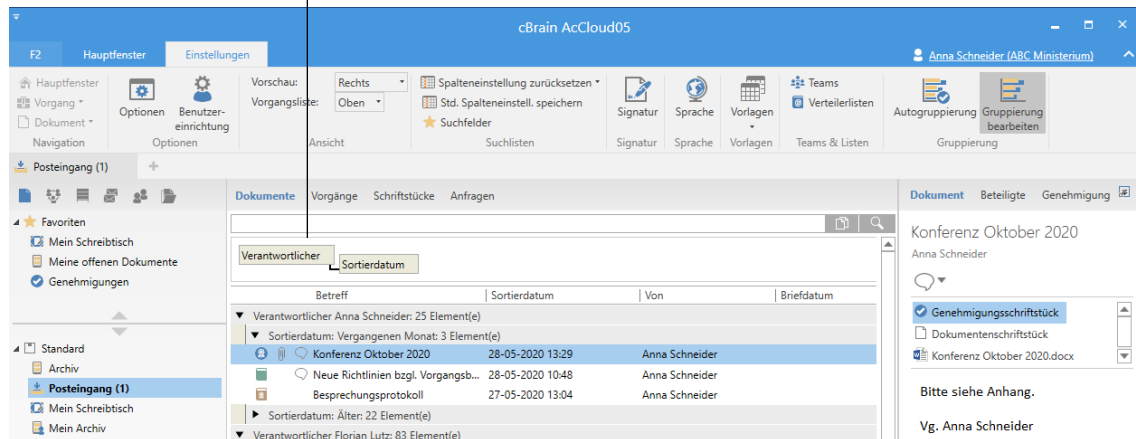 cBrain AcCloud05
F2 Hauptfenster Einstellungen Anna Schneider (ABC Ministerium)
Hauptfenster
Vorgang
Dokument
Navigation
Optionen
Benutzer-
einrichtung
Optionen
Vorschau: Rechts
Vorgangsliste: Oben
Ansicht
Spalteneinstellung zurücksetzen
Std. Spalteneinstell. speichern
Suchfelder
Suchlisten
Signatur
Signatur
Sprache
Sprache
Vorlagen
Vorlagen
Teams
Verteilerlisten
Teams & Listen
Autogruppierung
Gruppierung
bearbeiten
Gruppierung
Posteingang (1) +
Favoriten
Mein Schreibtisch
Meine offenen Dokumente
Genehmigungen
Standard
Archiv
Posteingang (1)
Mein Schreibtisch
Mein Archiv
Dokumente Vorgänge Schriftstücke Anfragen
Verantwortlicher
Sortierdatum
Betreff Sortierdatum Von Briefdatum
Verantwortlicher Anna Schneider: 25 Element(e)
Sortierdatum: Vergangenen Monat: 3 Element(e)
Konferenz Oktober 2020 28-05-2020 13:29 Anna Schneider
Neue Richtlinien bzgl. Vorgangsb... 28-05-2020 10:48 Anna Schneider
Besprechungsprotokoll 27-05-2020 13:04 Anna Schneider
Sortierdatum: Älter: 22 Element(e)
Verantwortlicher Florian Lutz: 83 Element(e)
Dokument Beteiligte Genehmigung
Konferenz Oktober 2020
Anna Schneider
Genehmigungsschriftstück
Dokumentenschriftstück
Konferenz Oktober 2020.docx
Bitte siehe Anhang.
Vg. Anna Schneider